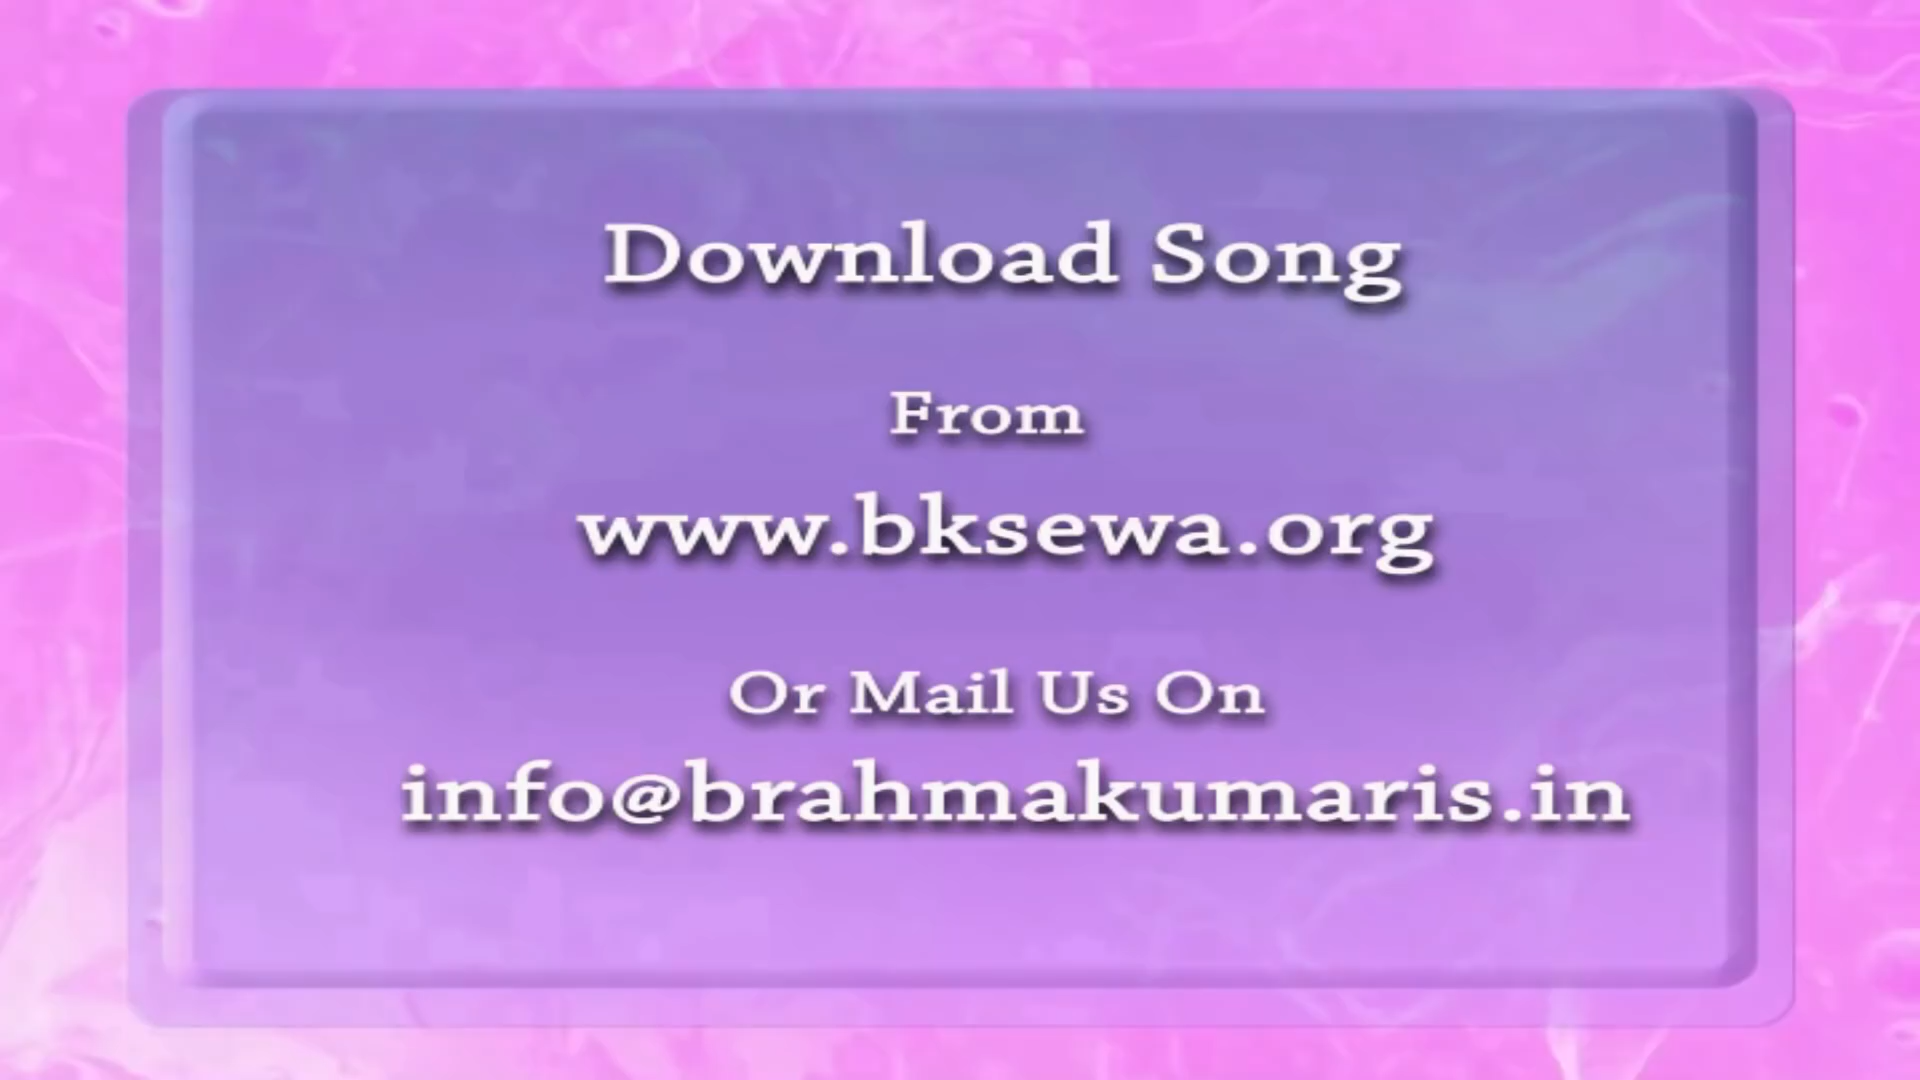 Download Song
From
www.bksewa.org
Or Mail Us On
info@brahmakumaris.in